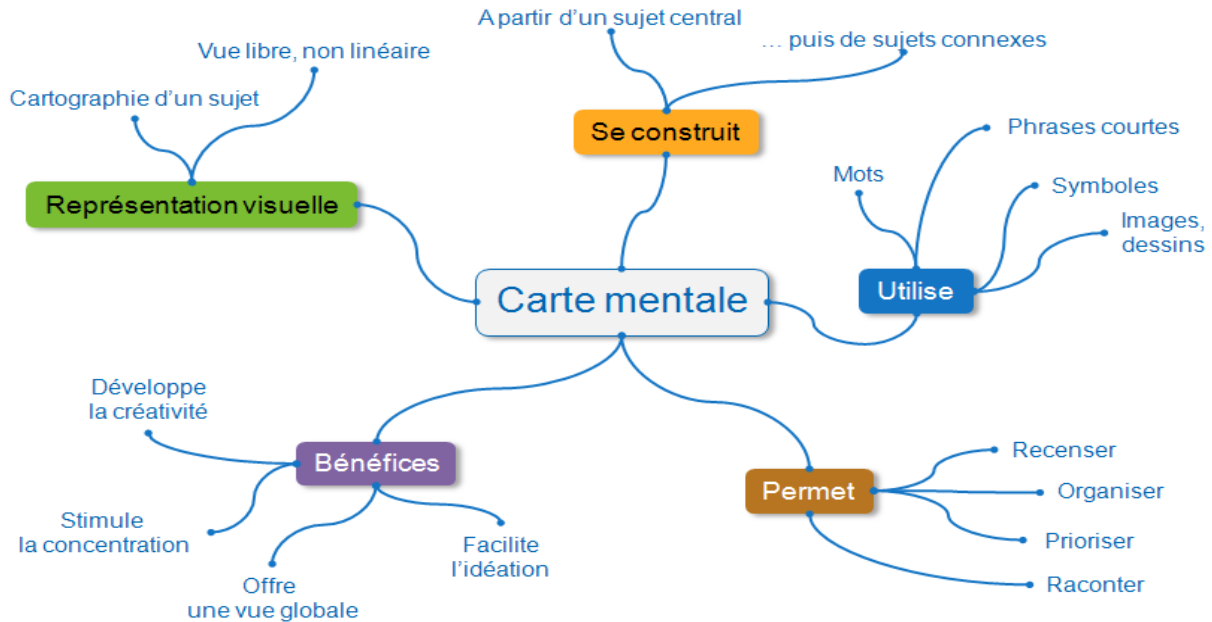 A partir d'un sujet central
… puis de sujets connexes
Vue libre, non linéaire
Cartographie d'un sujet
Se construit
Phrases courtes
Mots
Symboles
Images,
dessins
Représentation visuelle
Utilise
Carte mentale
Développe
la créativité
Bénéfices
Stimule
la concentration
Offre
une vue globale
Facilite
l'idéation
Permet
Recenser
Organiser
Prioriser
Raconter